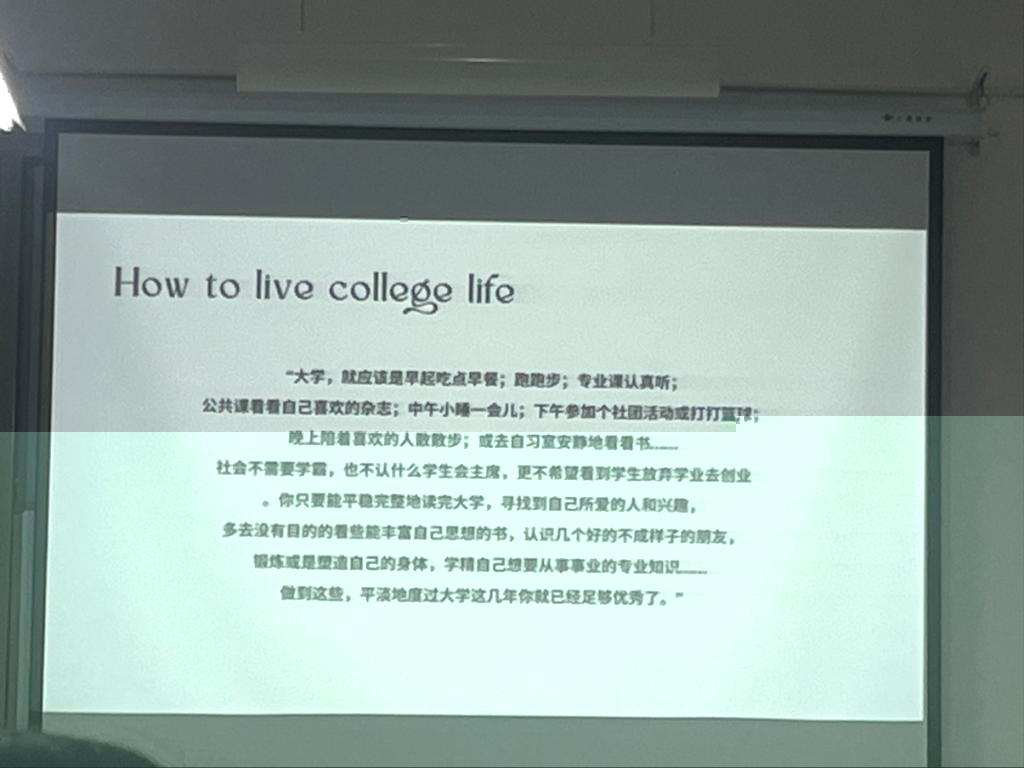 How to live college life
“大学，就应该是早起吃点早餐；跑跑步；专业课认真听；
公共课看看自己喜欢的杂志；中午小睡一会儿；下午参加个社团活动或打打篮球；
晚上陪着喜欢的人散散步；或去自习室安静地看看书……
社会不需要学霸，也不认什么学生会主席，更不希望看到学生放弃学业去创业
。你只要能平稳完整地读完大学，寻找到自己所爱的人和兴趣，
多去没有目的的看些能丰富自己思想的书，认识几个好的不成样子的朋友，
锻炼或是塑造自己的身体，学精自己想要从事事业的专业知识……
做到这些，平淡地度过大学这几年你就已经足够优秀了。”